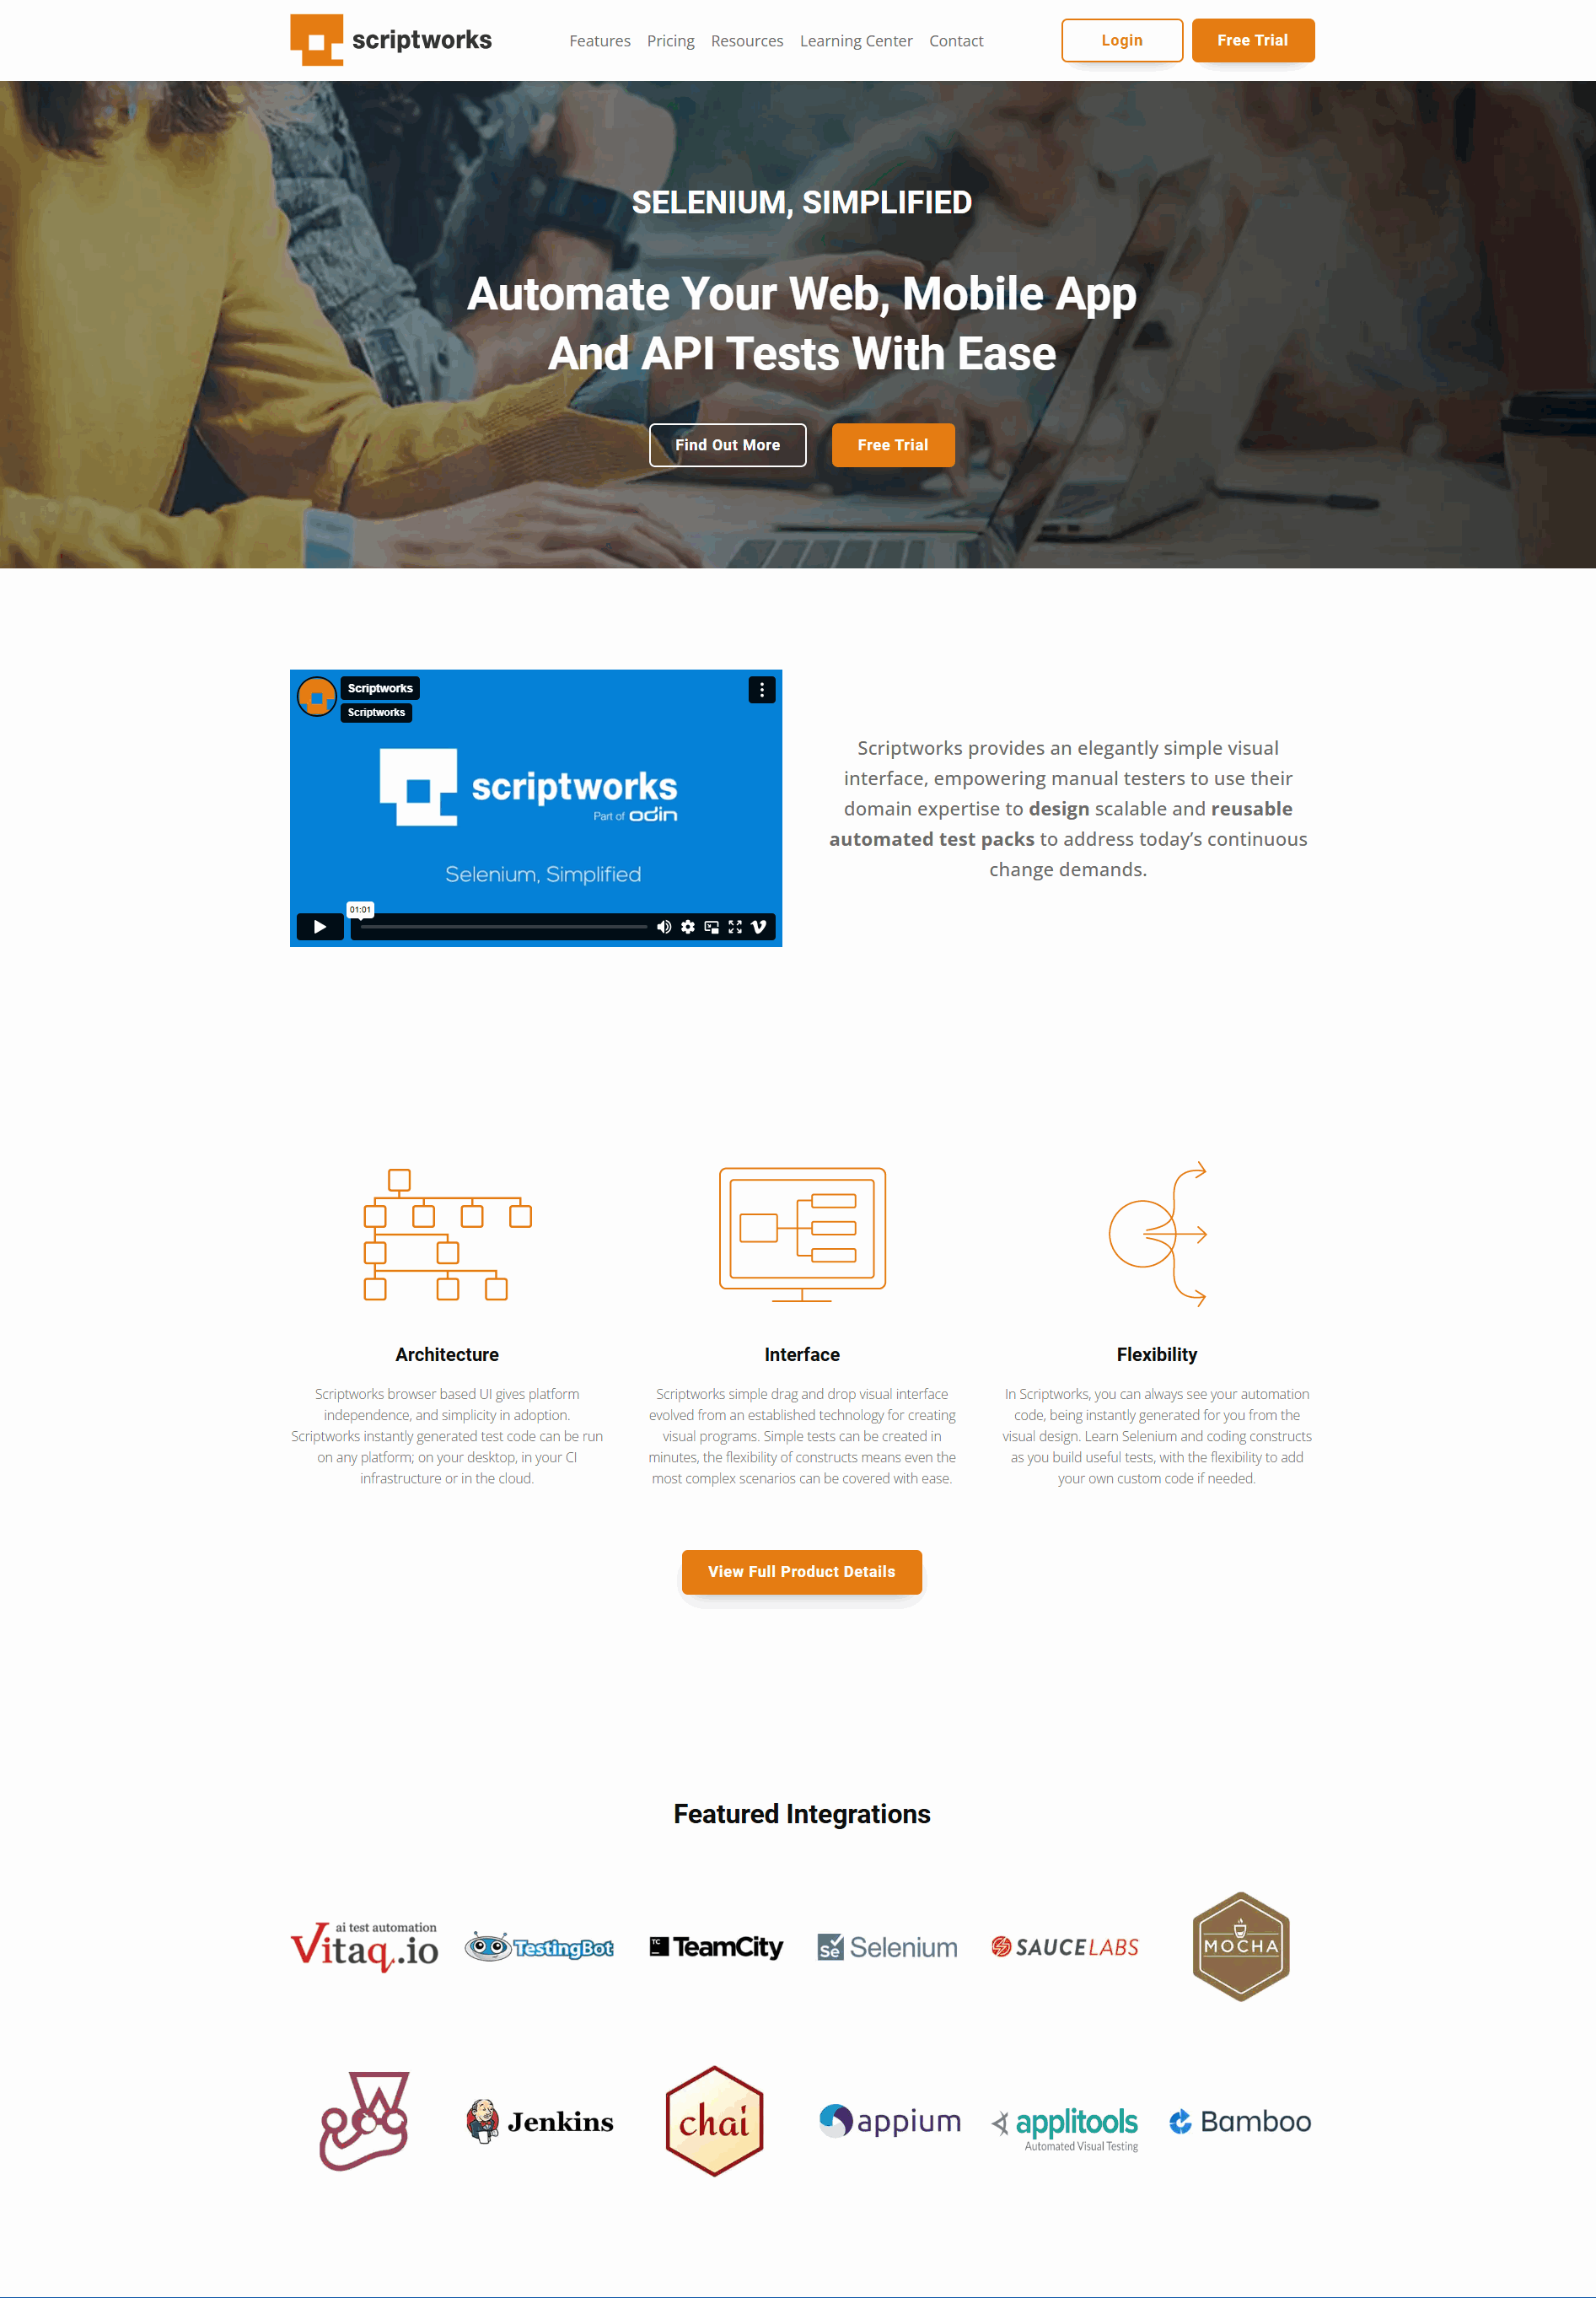 scriptworks
Features Pricing Resources Learning Center Contact
Login
Free Trial
SELENIUM, SIMPLIFIED
Automate Your Web, Mobile App
And API Tests With Ease
Find Out More
Free Trial
Scriptworks
Scriptworks
scriptworks
Part of odin
Selenium, Simplified
01:01
Scriptworks provides an elegantly simple visual
interface, empowering manual testers to use their
domain expertise to design scalable and reusable
automated test packs to address today’s continuous
change demands.
Architecture
Scriptworks browser based UI gives platform
independence, and simplicity in adoption.
Scriptworks instantly generated test code can be run
on any platform; on your desktop, in your CI
infrastructure or in the cloud.
Interface
Scriptworks simple drag and drop visual interface
evolved from an established technology for creating
visual programs. Simple tests can be created in
minutes, the flexibility of constructs means even the
most complex scenarios can be covered with ease.
Flexibility
In Scriptworks, you can always see your automation
code, being instantly generated for you from the
visual design. Learn Selenium and coding constructs
as you build useful tests, with the flexibility to add
your own custom code if needed.
View Full Product Details
Featured Integrations
ai test automation
Vitaq.io
TestingBot
TC
TeamCity
Se
Selenium
SAUCELABS
MOCHA
Jenkins
chai
appium
applitools
Automated Visual Testing
Bamboo